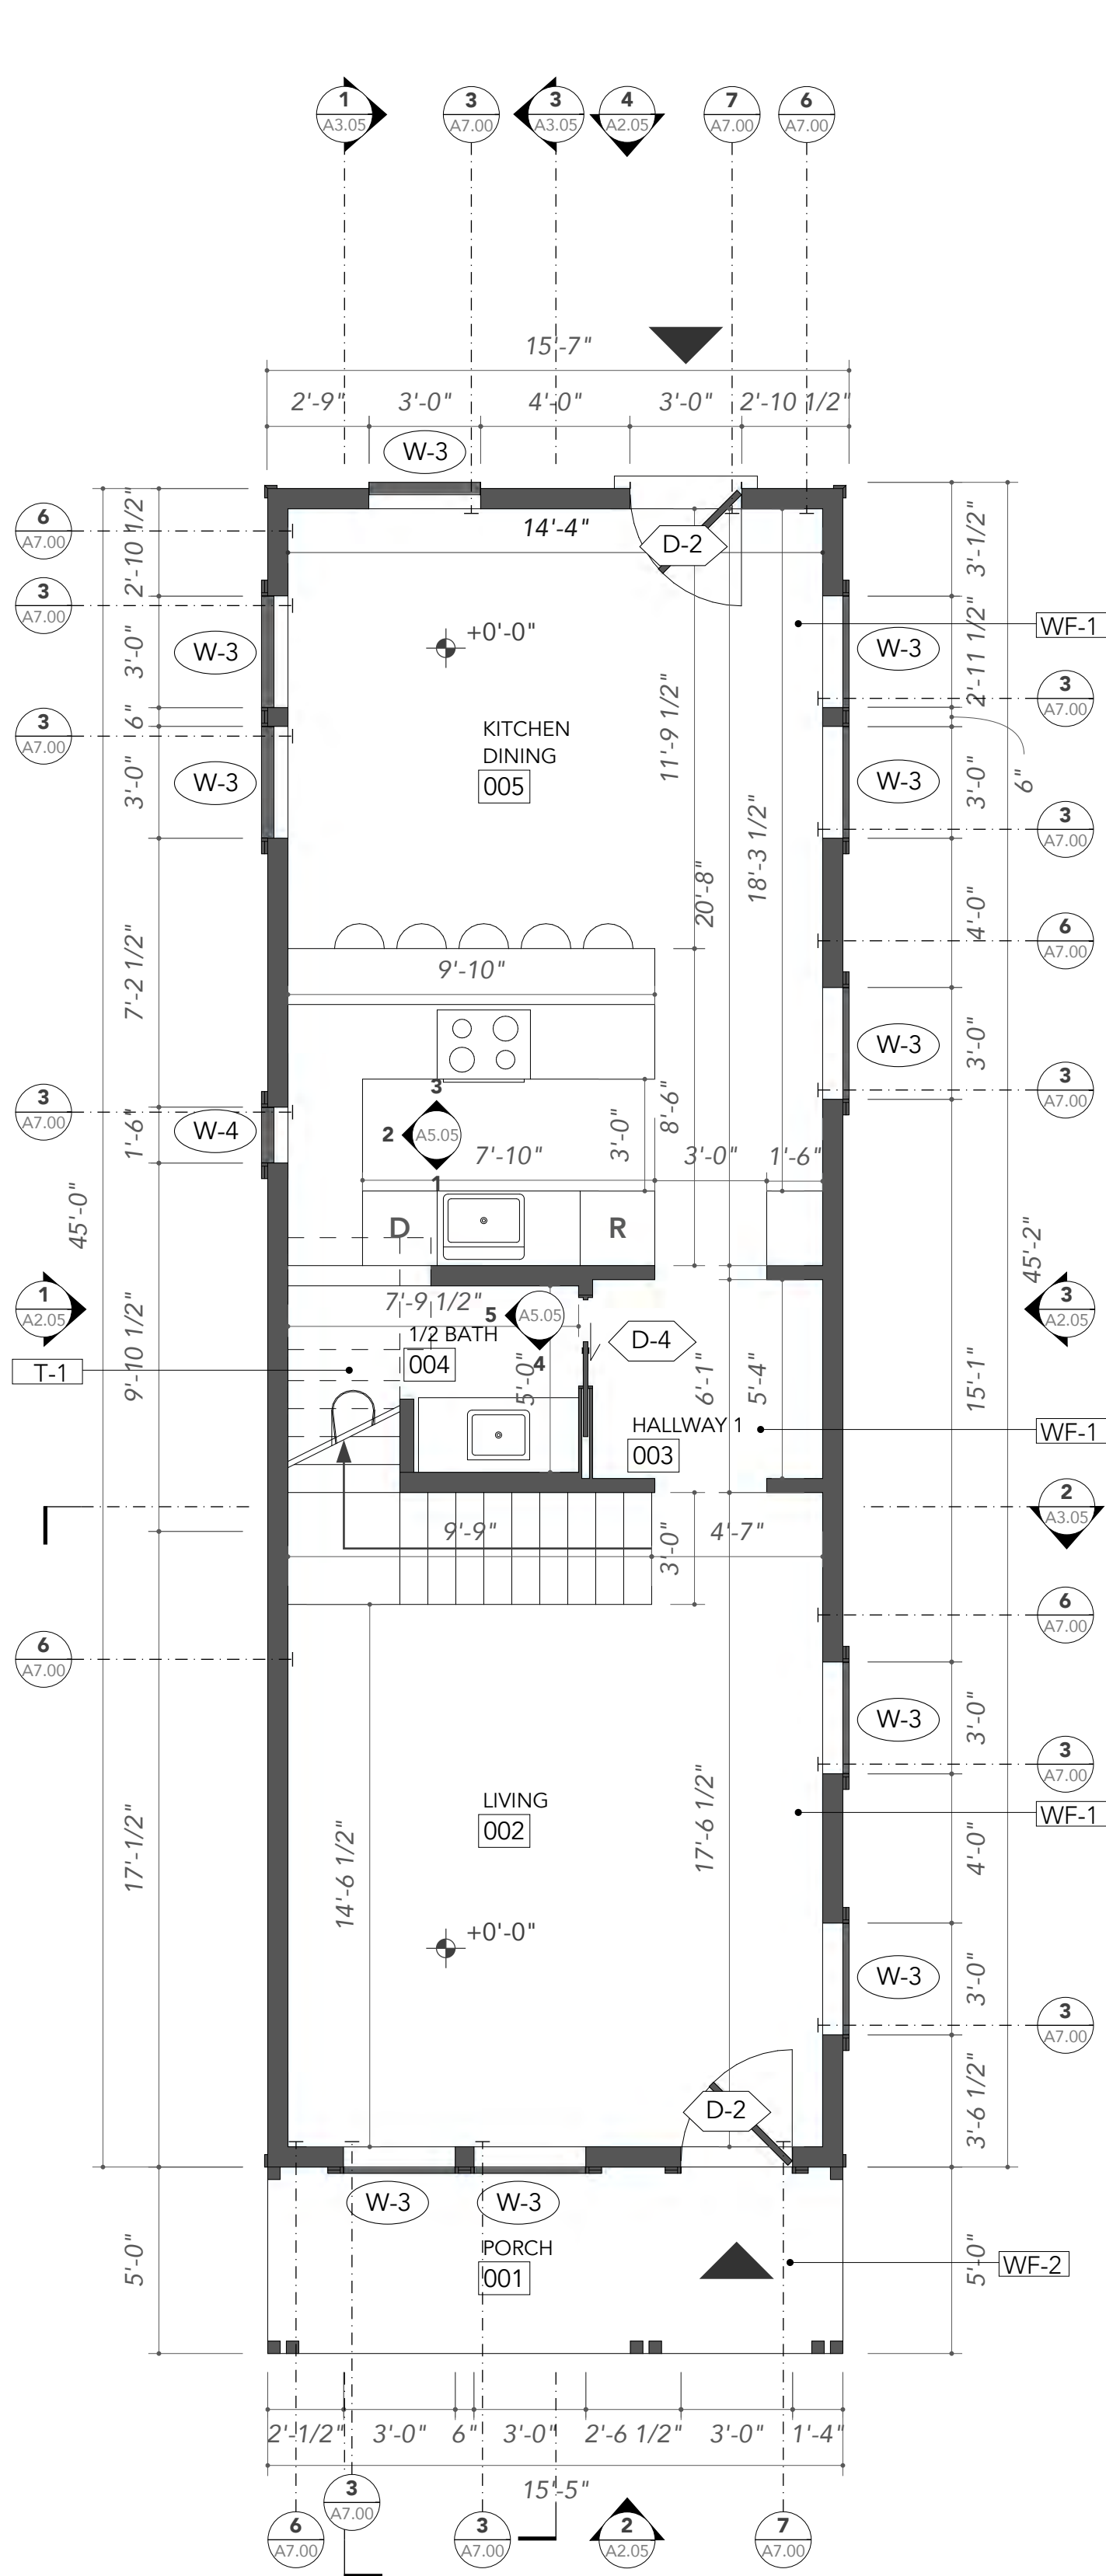 1
A3.05
3
A7.00
3
A3.05
4
A2.05
7
A7.00
6
A7.00
15'-7"
2'-9"
3'-0"
4'-0"
3'-0"
2'-10 1/2"
W-3
6
A7.00
2'-10 1/2"
14'-4"
D-2
3'-1/2"
3
A7.00
3'-0"
W-3
+0'-0"
W-3
2'-11 1/2"
WF-1
3
A7.00
3
A7.00
6"
11'-9 1/2"
KITCHEN
DINING
005
3'-0"
W-3
W-3
3'-0"
6"
3
A7.00
18'-3 1/2"
20'-8"
7'-2 1/2"
9'-10"
4'-0"
6
A7.00
W-3
3'-0"
3
A7.00
3
A7.00
1'-6"
W-4
3
2
A5.05
1
7'-10"
3'-0"
8'-6"
3'-0"
1'-6"
45'-0"
D
R
45'-2"
1
A2.05
9'-10 1/2"
7'-9 1/2"
5
A5.05
4
3
A2.05
T-1
1/2 BATH
004
5'-0"
D-4
6'-1"
5'-4"
15'-1"
HALLWAY 1
003
WF-1
2
A3.05
9'-9"
3'-0"
4'-7"
6
A7.00
6
A7.00
W-3
3'-0"
3
A7.00
17'-1/2"
14'-6 1/2"
LIVING
002
17'-6 1/2"
WF-1
4'-0"
+0'-0"
W-3
3'-0"
3
A7.00
D-2
3'-6 1/2"
W-3
W-3
5'-0"
PORCH
001
5'-0"
WF-2
2'-1/2"
3'-0"
6"
3'-0"
2'-6 1/2"
3'-0"
1'-4"
15'-5"
3
A7.00
6
A7.00
3
A7.00
2
A2.05
7
A7.00